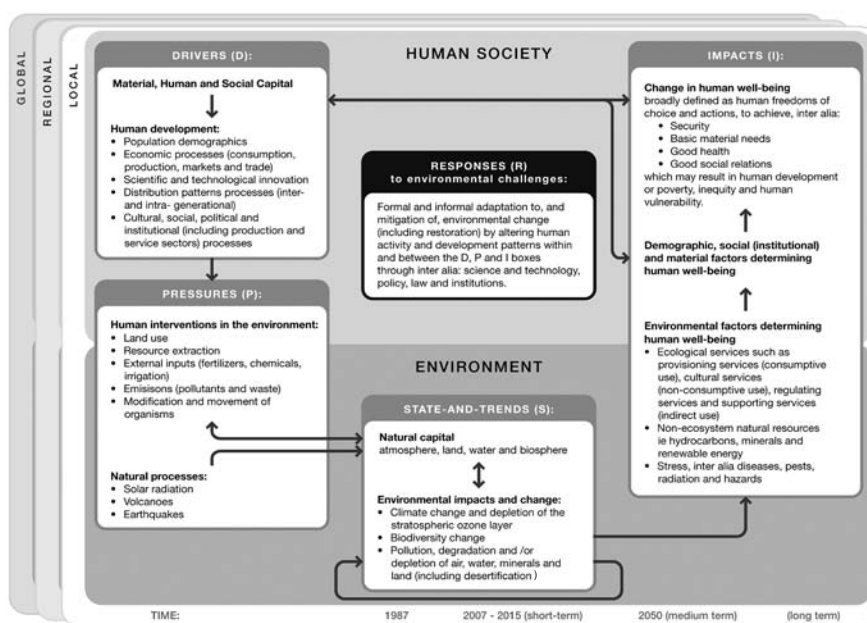 GLOBAL
REGIONAL
LOCAL
HUMAN SOCIETY
DRIVERS (D):
Material, Human and Social Capital
Human development:
• Population demographics
• Economic processes (consumption,
production, markets and trade)
• Scientific and technological innovation
• Distribution patterns processes (inter-
and intra- generational)
• Cultural, social, political and
institutional (including production and
service sectors) processes
PRESSURES (P):
Human interventions in the environment:
• Land use
• Resource extraction
• External inputs (fertilizers, chemicals,
irrigation)
• Emisisons (pollutants and waste)
• Modification and movement of
organisms
Natural processes:
• Solar radiation
• Volcanoes
• Earthquakes
RESPONSES (R)
to environmental challenges:
Formal and informal adaptation to, and
mitigation of, environmental change
(including restoration) by altering human
activity and development patterns within
and between the D, P and I boxes
through inter alia: science and technology,
policy, law and institutions.
ENVIRONMENT
STATE-AND-TRENDS (S):
Natural capital
atmosphere, land, water and biosphere
Environmental impacts and change:
• Climate change and depletion of the
stratospheric ozone layer
• Biodiversity change
• Pollution, degradation and /or
depletion of air, water, minerals and
land (including desertification )
IMPACTS (I):
Change in human well-being
broadly defined as human freedoms of
choice and actions, to achieve, inter alia:
• Security
• Basic material needs
• Good health
• Good social relations
which may result in human development
or poverty, inequity and human
vulnerability.
Demographic, social (institutional) and
material factors determining
human well-being
Environmental factors determining
human well-being
• Ecological services such as
provisioning services (consumptive
use), cultural services
(non-consumptive use), regulating
services and supporting services
(indirect use)
• Non-ecosystem natural resources
ie hydrocarbons, minerals and
renewable energy
• Stress, inter alia diseases, pests,
radiation and hazards
TIME: 1987 2007 - 2015 (short-term) 2050 (medium term) (long term)